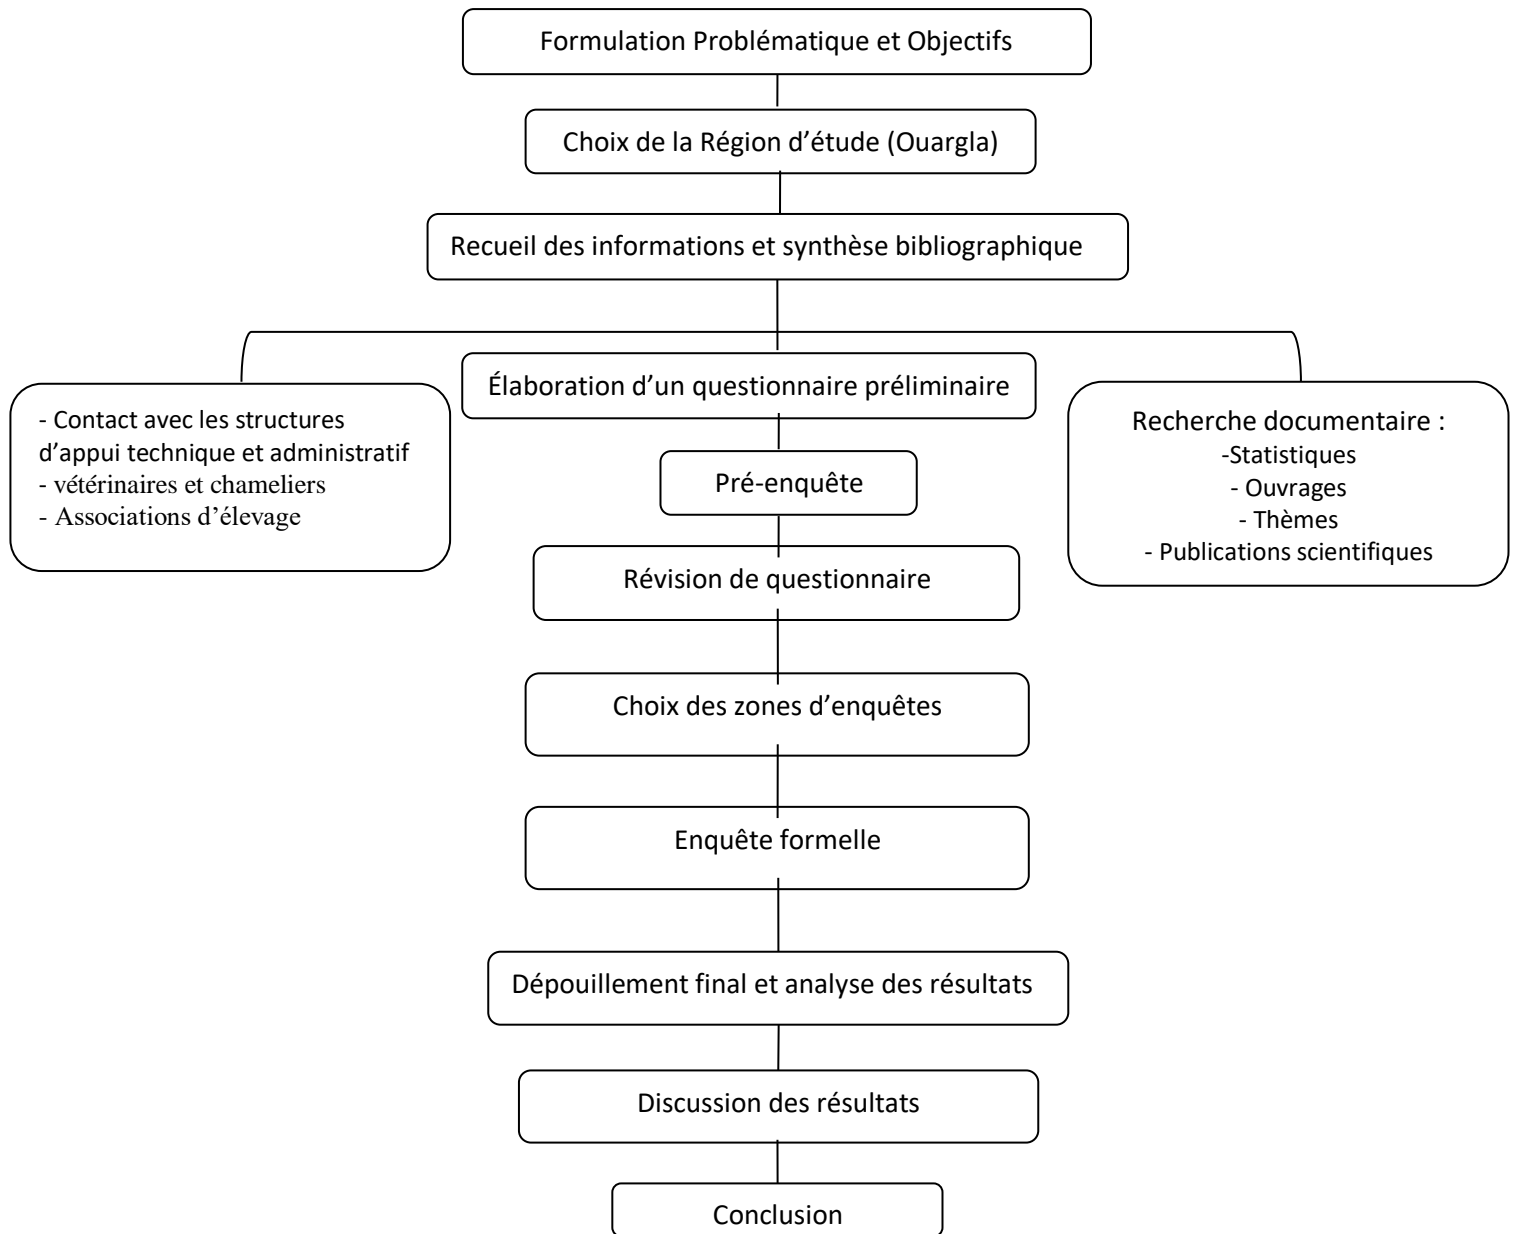 Formulation Problématique et Objectifs
Choix de la Région d’étude (Ouargla)
Recueil des informations et synthèse bibliographique
- Contact avec les structures
d’appui technique et administratif
- vétérinaires et chameliers
- Associations d’élevage
Élaboration d’un questionnaire préliminaire
Recherche documentaire :
-Statistiques
- Ouvrages
- Thèmes
- Publications scientifiques
Pré-enquête
Révision de questionnaire
Choix des zones d’enquêtes
Enquête formelle
Dépouillement final et analyse des résultats
Discussion des résultats
Conclusion